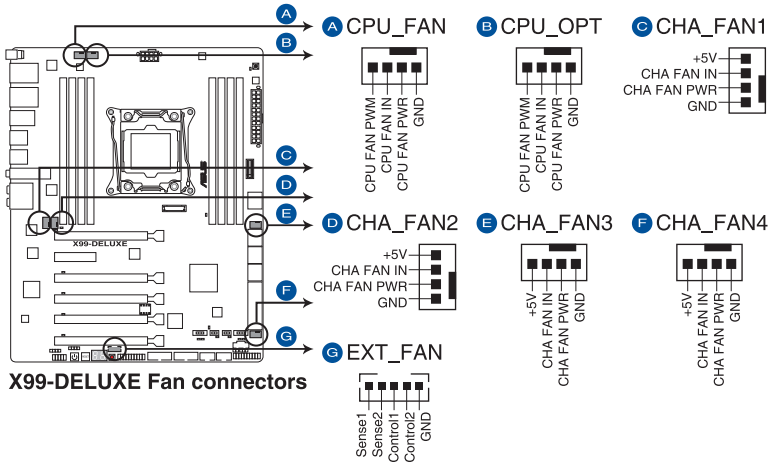 A
B
A CPU_FAN
CPU FAN PWM
CPU FAN IN
CPU FAN PWR
GND
B CPU_OPT
CPU FAN PWM
CPU FAN IN
CPU FAN PWR
GND
C CHA_FAN1
+5V
CHA FAN IN
CHA FAN PWR
GND
/ISUS
C
D
E
F
G
X99-DELUXE
D CHA_FAN2
+5V
CHA FAN IN
CHA FAN PWR
GND
E CHA_FAN3
+5V
CHA FAN IN
CHA FAN PWR
GND
F CHA_FAN4
+5V
CHA FAN IN
CHA FAN PWR
GND
G EXT_FAN
Sense1
Sense2
Control1
Control2
GND
X99-DELUXE Fan connectors